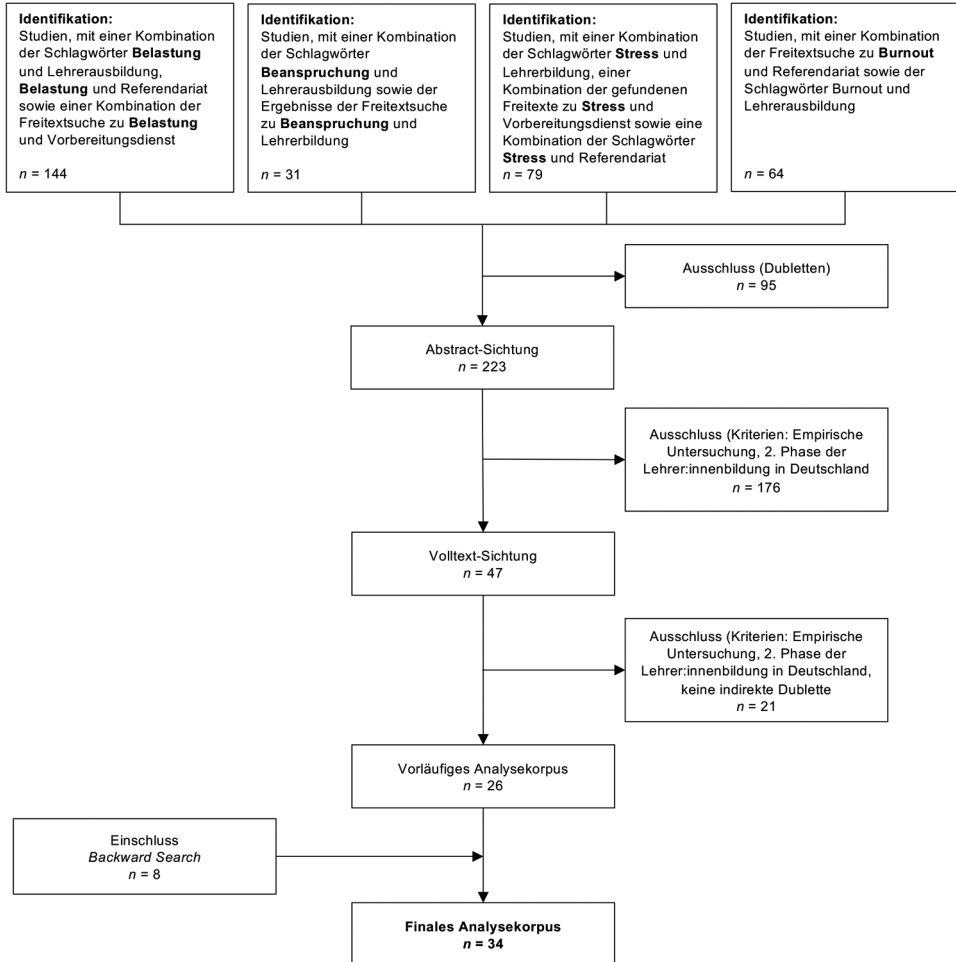 Identifikation:
Studien, mit einer Kombination
der Schlagwörter Belastung
und Lehrerausbildung,
Belastung und Referendariat
sowie einer Kombination der
Freitextsuche zu Belastung
und Vorbereitungsdienst
n = 144
Identifikation:
Studien, mit einer Kombination
der Schlagwörter
Beanspruchung und
Lehrerausbildung sowie der
Ergebnisse der Freitextsuche
zu Beanspruchung und
Lehrerbildung
n = 31
Identifikation:
Studien, mit einer Kombination
der Schlagwörter Stress und
Lehrerbildung, einer
Kombination der gefundenen
Freitexte zu Stress und
Vorbereitungsdienst sowie eine
Kombination der Schlagwörter
Stress und Referendariat
n = 79
Identifikation:
Studien, mit einer Kombination
der Freitextsuche zu Burnout
und Referendariat sowie der
Schlagwörter Burnout und
Lehrerausbildung
n = 64
Ausschluss (Dubletten)
n = 95
Abstract-Sichtung
n = 223
Ausschluss (Kriterien: Empirische
Untersuchung, 2. Phase der
Lehrer:innenbildung in Deutschland
n = 176
Volltext-Sichtung
n = 47
Ausschluss (Kriterien: Empirische
Untersuchung, 2. Phase der
Lehrer:innenbildung in Deutschland,
keine indirekte Dublette
n = 21
Vorläufiges Analysekorpus
n = 26
Einschluss
Backward Search
n = 8
Finales Analysekorpus
n = 34